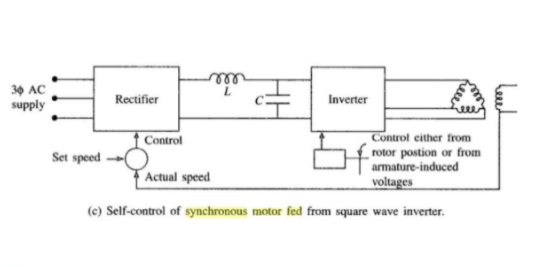 3ϕ AC
supply
Rectifier
L
C
Inverter
Control
Set speed
Actual speed
Control either from
rotor postion or from
armature-induced
voltages
(c) Self-control of synchronous motor fed from square wave inverter.